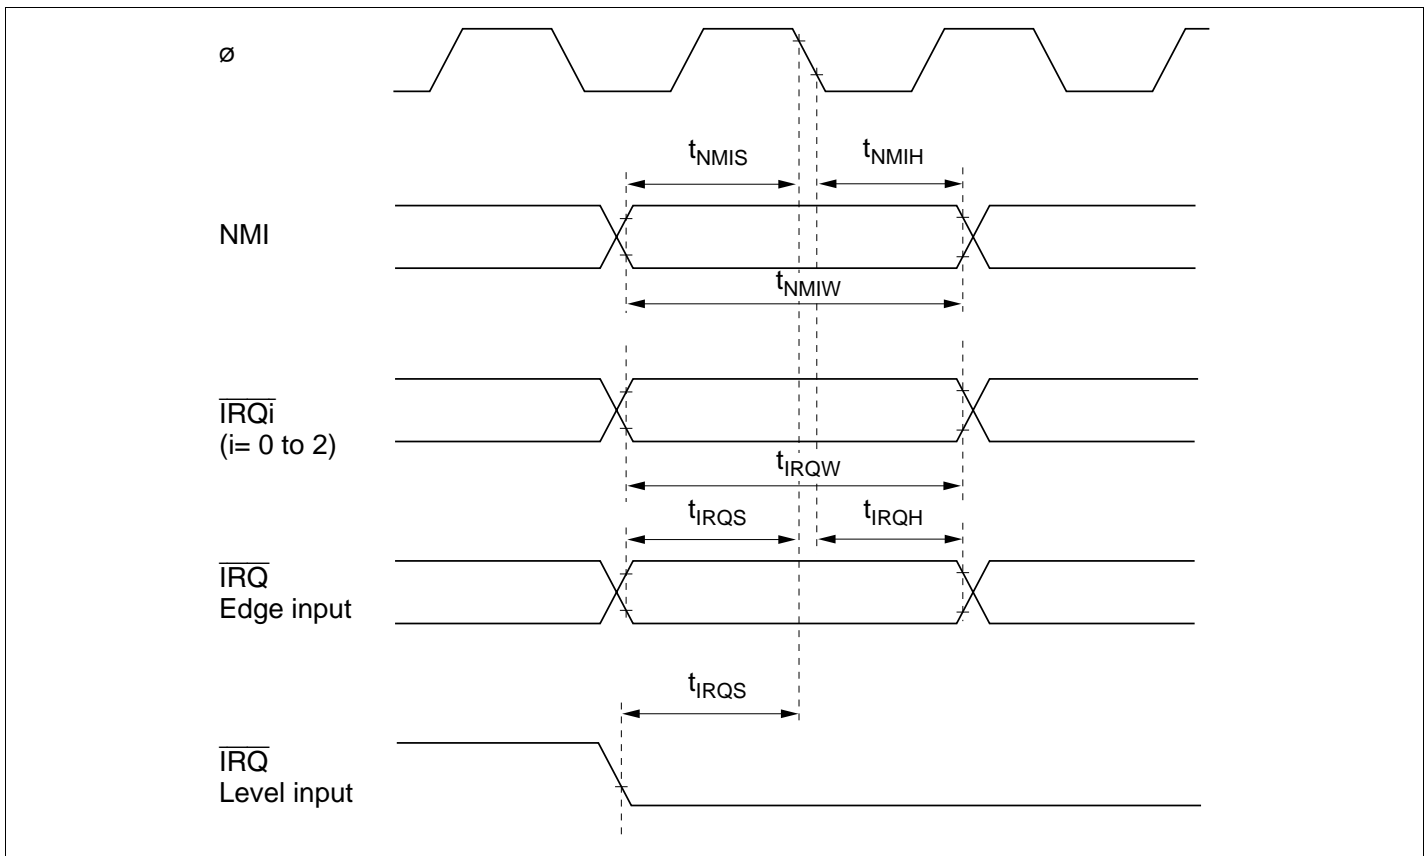 ø
tNMIS
tNMIH
NMI
tNMIW
IRQi
(i= 0 to 2)
tIRQW
tIRQS
tIRQH
IRQ
Edge input
tIRQS
IRQ
Level input